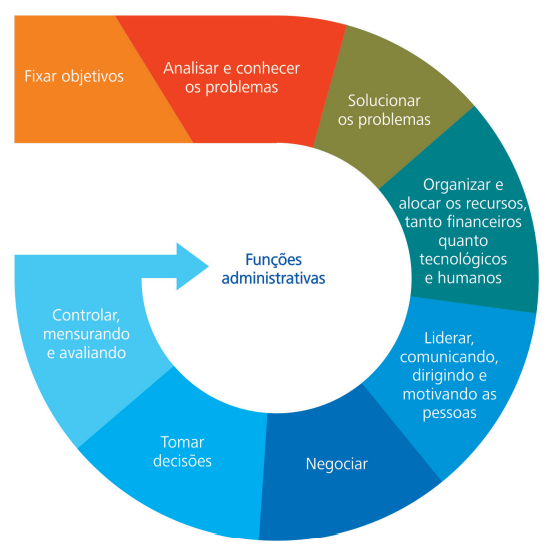 Fixar objetivos
Analisar e conhecer
os problemas
Solucionar
os problemas
Organizar e
alocar os recursos,
tanto financeiros
quanto
tecnológicos
e humanos
Liderar,
comunicando,
dirigindo e
motivando as
pessoas
Negociar
Tomar
decisões
Controlar,
mensurando
e avaliando
Funções
administrativas